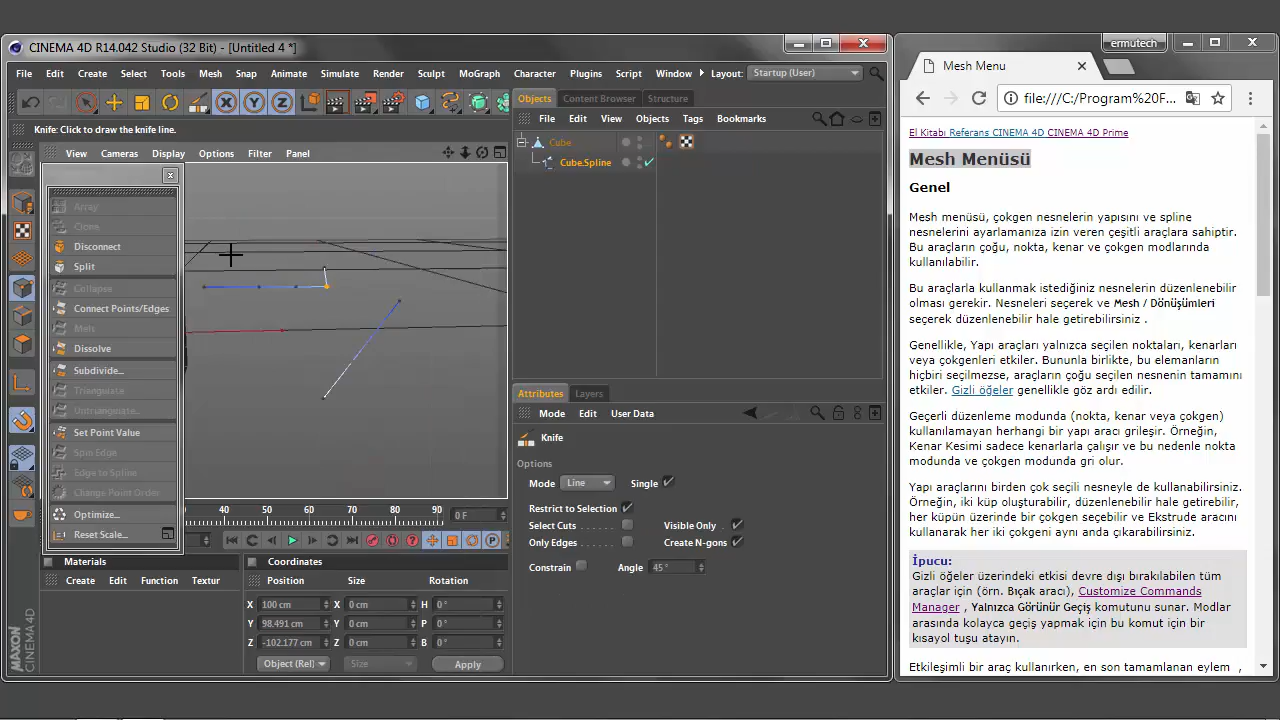 CINEMA 4D R14.042 Studio (32 Bit) - [Untitled 4 *]
File Edit Create Select Tools Mesh Snap Animate Simulate Render Sculpt MoGraph Character Plugins Script Window Layout: Startup (User)
X Y Z
Knife: Click to draw the knife line.
View Cameras Display Options Filter Panel
Array
Clone
Disconnect
Split
Collapse
Connect Points/Edges
Melt
Dissolve
Subdivide...
Triangulate
Untriangulate...
Set Point Value
Spin Edge
Edge to Spline
Change Point Order
Optimize...
Reset Scale...
40 50 60 70 80 90
0 F
Materials
Create Edit Function Textur
Coordinates
Position Size Rotation
X 100 cm X 0 cm H 0 °
Y 98.491 cm Y 0 cm P 0 °
Z -102.177 cm Z 0 cm B 0 °
Object (Rel) Size Apply
MAXON
CINEMA 4D
Objects Content Browser Structure
File Edit View Objects Tags Bookmarks
Cube
Cube.Spline
Attributes Layers
Mode Edit User Data
Knife
Options
Mode Line Single
Restrict to Selection
Select Cuts Visible Only
Only Edges Create N-gons
Constrain Angle 45 °
ermutech
Mesh Menu
file:///C:/Program%20F...
El Kitabı Referans CINEMA 4D CINEMA 4D Prime
Mesh Menüsü
Genel
Mesh menüsü, çokgen nesnelerin yapısını ve spline
nesnelerini ayarlamanıza izin veren çeşitli araçlara sahiptir.
Bu araçların çoğu, nokta, kenar ve çokgen modlarında
kullanılabilir.
Bu araçlarla kullanmak istediğiniz nesnelerin düzenlenebilir
olması gerekir. Nesneleri seçerek ve Mesh / Dönüşümleri
seçerek düzenlenebilir hale getirebilirsiniz .
Genellikle, Yapı araçları yalnızca seçilen noktaları, kenarları
veya çokgenleri etkiler. Bununla birlikte, bu elemanların
hiçbiri seçilmezse, araçların çoğu seçilen nesnenin tamamını
etkiler. Gizli öğeler genellikle göz ardı edilir.
Geçerli düzenleme modunda (nokta, kenar veya çokgen)
kullanılamayan herhangi bir yapı aracı grileşir. Örneğin,
Kenar Kesimi sadece kenarlarla çalışır ve bu nedenle nokta
modunda ve çokgen modunda gri olur.
Yapı araçlarını birden çok seçili nesneyle de kullanabilirsiniz.
Örneğin, iki küp oluşturabilir, düzenlenebilir hale getirebilir,
her küpün üzerinde bir çokgen seçebilir ve Ekstrude aracını
kullanarak her iki çokgeni aynı anda çıkarabilirsiniz.
İpucu:
Gizli öğeler üzerindeki etkisi devre dışı bırakılabilen tüm
araçlar için (örn. Bıçak aracı), Customize Commands
Manager , Yalnızca Görünür Geçiş komutunu sunar. Modlar
arasında kolayca geçiş yapmak için bu komut için bir
kısayol tuşu atayın.
Etkileşimli bir araç kullanırken, en son tamamlanan eylem ,